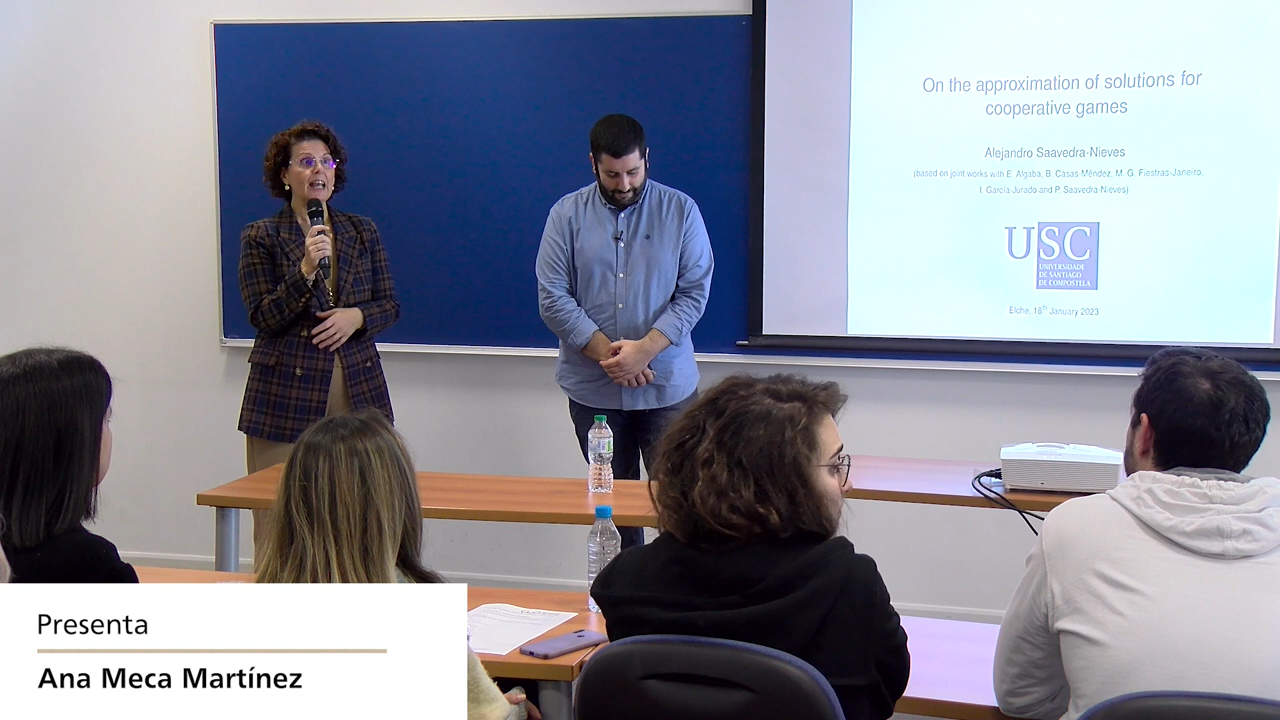 On the approximation of solutions for
cooperative games
Alejandro Saavedra-Nieves
(based on joint works with E. Algaba, B. Casas-Méndez, M. G. Fiestras-Janeiro,
I. García-Jurado and P. Saavedra-Nieves)
USC
UNIVERSIDADE
DE SANTIAGO
DE COMPOSTELA
Elche, 18th January 2023
Presenta
Ana Meca Martínez